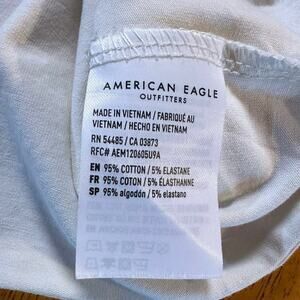 AMERICAN EAGLE
OUTFITTERS
MADE IN VIETNAM / FABRIQUÉ AU
VIETNAM / HECHO EN VIETNAM
RN 54485 / CA 03873
RFC# AEM120605U9A
EN 95% COTTON / 5% ELASTANE
FR 95% COTON / 5% ÉLASTHANNE
SP 95% algodón / 5% elastano